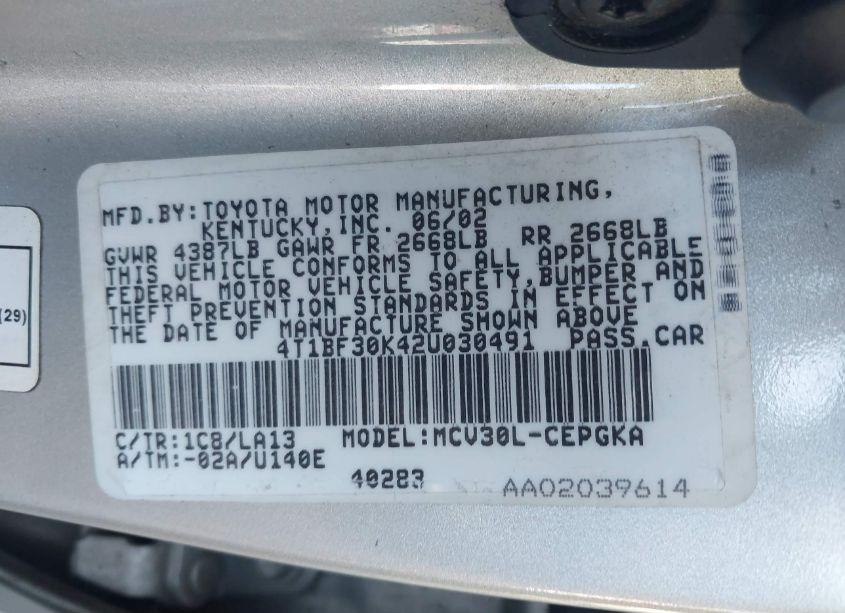 MFD.BY:TOYOTA MOTOR MANUFACTURING,
KENTUCKY,INC. 06/02
GVWR 4387LB GAWR FR 2668LB RR 2668LB
THIS VEHICLE CONFORMS TO ALL APPLICABLE
FEDERAL MOTOR VEHICLE SAFETY,BUMPER AND
THEFT PREVENTION STANDARDS IN EFFECT ON
THE DATE OF MANUFACTURE SHOWN ABOVE
4T1BF30K42U030491 PASS.CAR
C/TR:1C8/LA13 MODEL:MCV30L-CEPGKA
A/TM:-02A/U140E
40283 AA02039614
(29)